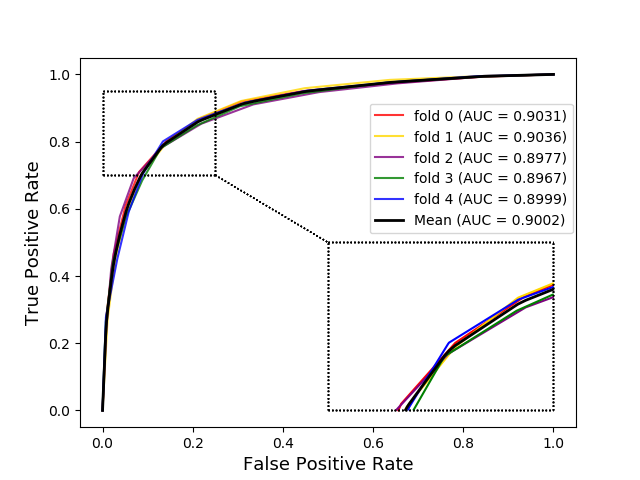 1.0
0.8
0.6
0.4
0.2
0.0
True Positive Rate
fold 0 (AUC = 0.9031)
fold 1 (AUC = 0.9036)
fold 2 (AUC = 0.8977)
fold 3 (AUC = 0.8967)
fold 4 (AUC = 0.8999)
Mean (AUC = 0.9002)
0.0 0.2 0.4 0.6 0.8 1.0
False Positive Rate